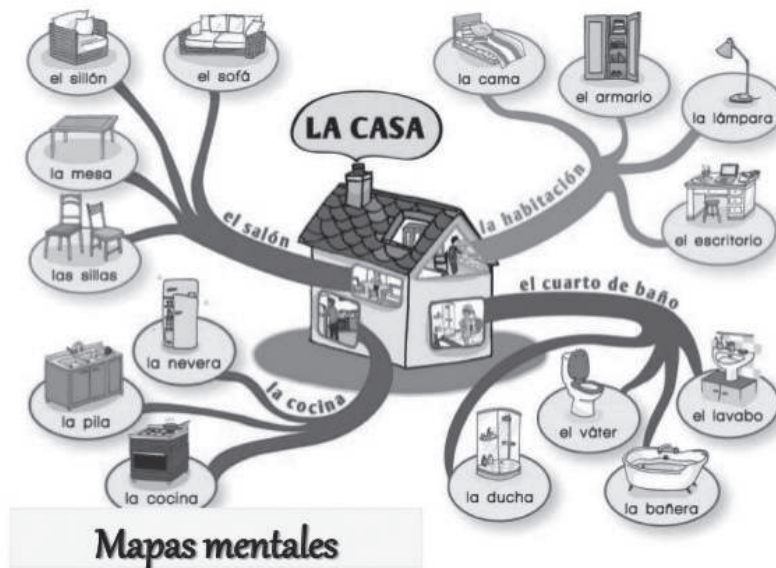 LA CASA
el salón
el sillón
el sofá
la mesa
las sillas
la habitación
la cama
el armario
la lámpara
el escritorio
la cocina
la nevera
la pila
la cocina
el cuarto de baño
la ducha
el váter
la bañera
el lavabo
Mapas mentales